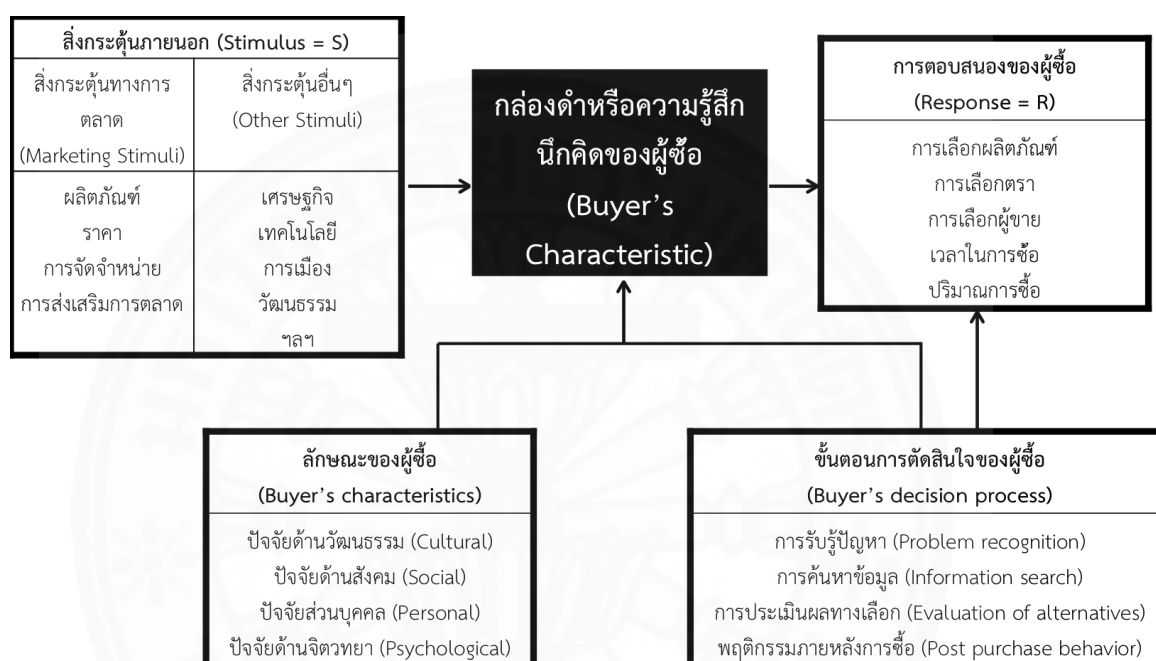 สิ่งกระตุ้นภายนอก (Stimulus = S)
สิ่งกระตุ้นทางการ
ตลาด
(Marketing Stimuli)
สิ่งกระตุ้นอื่นๆ
(Other Stimuli)
ผลิตภัณฑ์
ราคา
การจัดจำหน่าย
การส่งเสริมการตลาด
เศรษฐกิจ
เทคโนโลยี
การเมือง
วัฒนธรรม
ฯลฯ
กล่องดำหรือความรู้สึก
นึกคิดของผู้ซื้อ
(Buyer's
Characteristic)
การตอบสนองของผู้ซื้อ
(Response = R)
การเลือกผลิตภัณฑ์
การเลือกตรา
การเลือกผู้ขาย
เวลาในการซื้อ
ปริมาณการซื้อ
ลักษณะของผู้ซื้อ
(Buyer's characteristics)
ปัจจัยด้านวัฒนธรรม (Cultural)
ปัจจัยด้านสังคม (Social)
ปัจจัยส่วนบุคคล (Personal)
ปัจจัยด้านจิตวทยา (Psychological)
ขั้นตอนการตัดสินใจของผู้ซื้อ
(Buyer's decision process)
การรับรู้ปัญหา (Problem recognition)
การค้นหาข้อมูล (Information search)
การประเมินผลทางเลือก (Evaluation of alternatives)
พฤติกรรมภายหลังการซื้อ (Post purchase behavior)